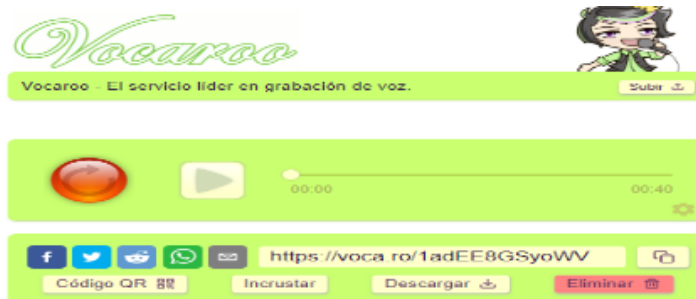 Vocaroo
Vocaroo - El servicio líder en grabación de voz.
Subir
00:00
00:40
https://voca ro/1adEE8GSyoWV
Código QR
Incrustar
Descargar
Eliminar